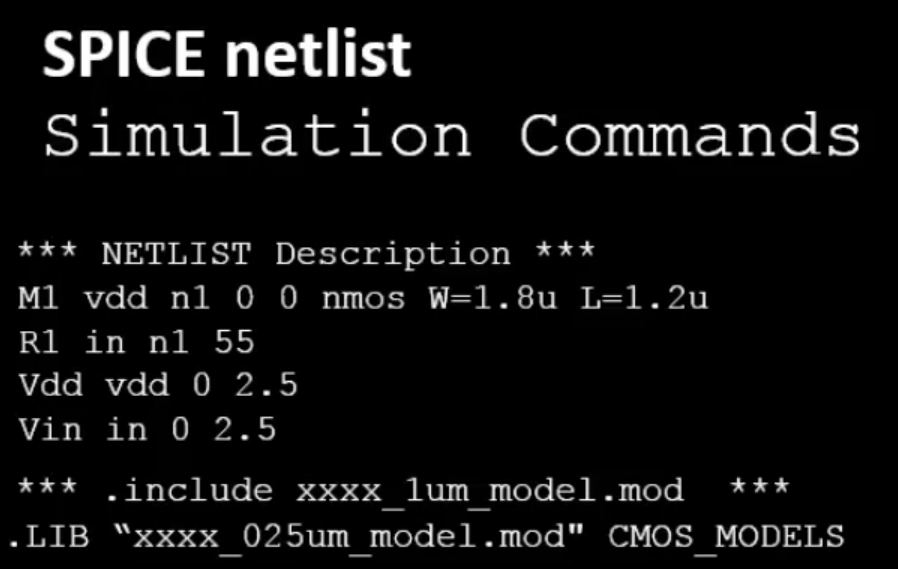 SPICE netlist
Simulation Commands
*** NETLIST Description ***
M1 vdd n1 0 0 nmos W=1.8u L=1.2u
R1 in n1 55
Vdd vdd 0 2.5
Vin in 0 2.5
*** .include xxxx_1um_model.mod ***
.LIB “xxxx_025um_model.mod" CMOS_MODELS